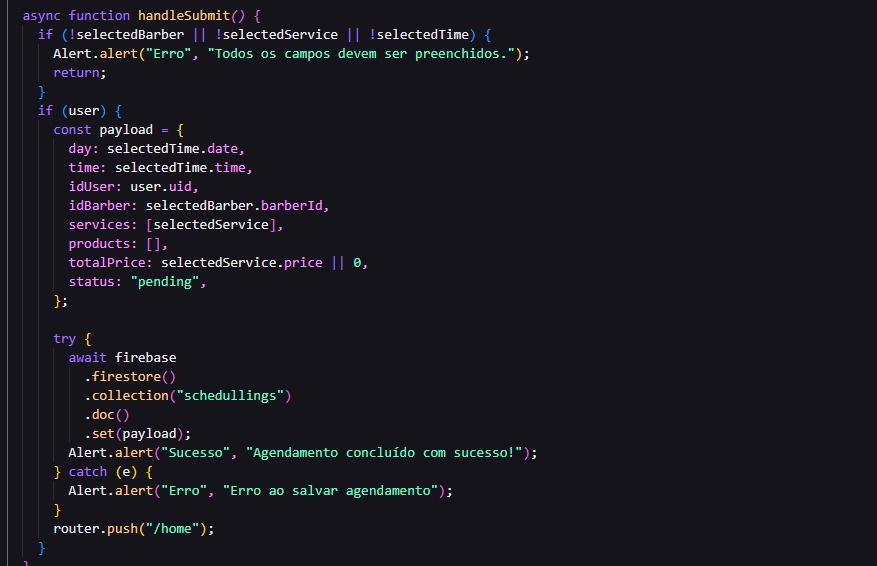 async function handleSubmit() {
if (!selectedBarber || !selectedService || !selectedTime) {
Alert.alert("Erro", "Todos os campos devem ser preenchidos.");
return;
}
if (user) {
const payload = {
day: selectedTime.date,
time: selectedTime.time,
idUser: user.uid,
idBarber: selectedBarber.barberId,
services: [selectedService],
products: [],
totalPrice: selectedService.price || 0,
status: "pending",
};
try {
await firebase
.firestore()
.collection("schedullings")
.doc()
.set(payload);
Alert.alert("Sucesso", "Agendamento concluído com sucesso!");
} catch (e) {
Alert.alert("Erro", "Erro ao salvar agendamento");
}
router.push("/home");
}
}